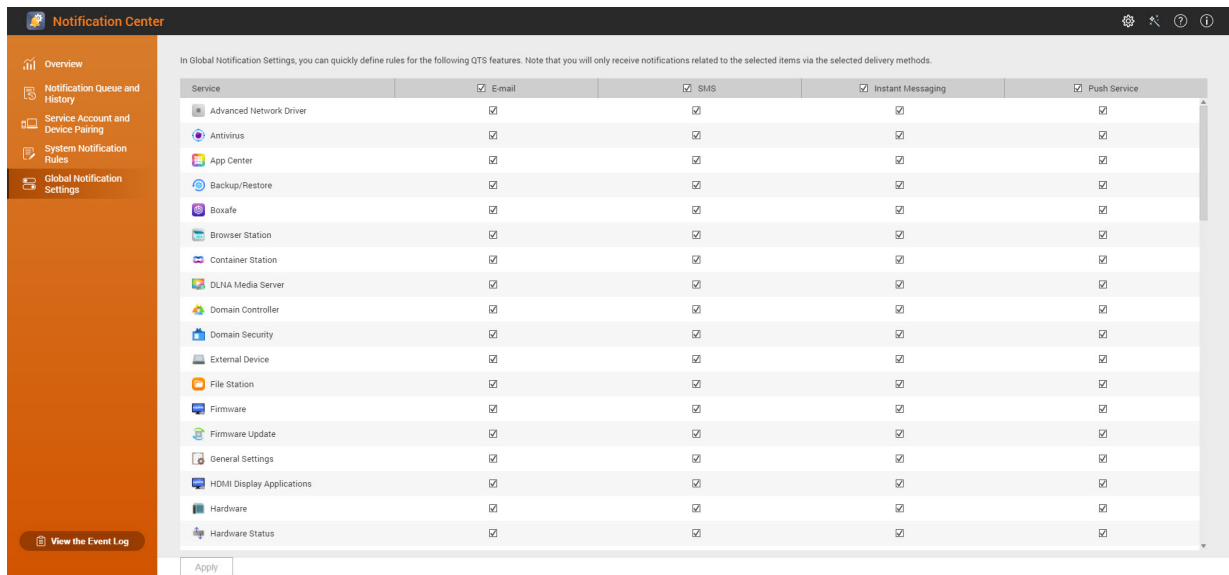 Notification Center
Overview
Notification Queue and
History
Service Account and
Device Pairing
System Notification
Rules
Global Notification
Settings
View the Event Log
In Global Notification Settings, you can quickly define rules for the following QTS features. Note that you will only receive notifications related to the selected items via the selected delivery methods.
Service E-mail SMS Instant Messaging Push Service
Advanced Network Driver
Antivirus
App Center
Backup/Restore
Boxafe
Browser Station
Container Station
DLNA Media Server
Domain Controller
Domain Security
External Device
File Station
Firmware
Firmware Update
General Settings
HDMI Display Applications
Hardware
Hardware Status
Apply